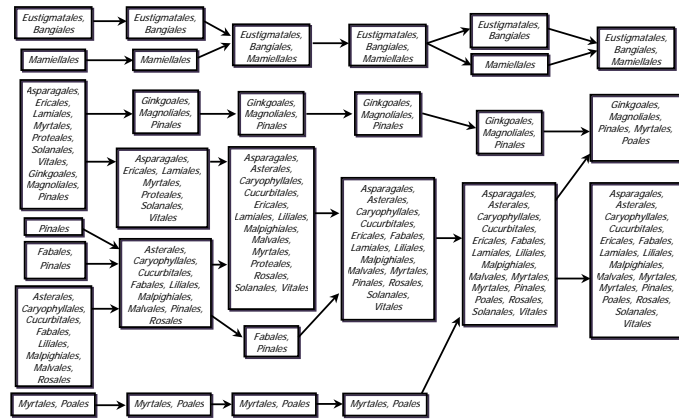 Eustigmatales,
Bangiales
Eustigmatales,
Bangiales
Eustigmatales,
Bangiales,
Mamiellales
Eustigmatales,
Bangiales,
Mamiellales
Eustigmatales,
Bangiales
Eustigmatales,
Bangiales,
Mamiellales
Mamiellales
Mamiellales
Mamiellales
Asparagales,
Ericales,
Lamiales,
Myrtales,
Proteales,
Solanales,
Vitales,
Ginkgoales,
Magnoliales,
Pinales
Ginkgoales,
Magnoliales,
Pinales
Ginkgoales,
Magnoliales,
Pinales
Ginkgoales,
Magnoliales,
Pinales
Ginkgoales,
Magnoliales,
Pinales
Ginkgoales,
Magnoliales,
Pinales, Myrtales,
Poales
Asparagales,
Ericales, Lamiales,
Myrtales,
Proteales,
Solanales,
Vitales
Asparagales,
Asterales,
Caryophyllales,
Cucurbitales,
Ericales,
Lamiales, Liliales,
Malpighiales,
Malvales,
Myrtales,
Proteales,
Rosales,
Solanales, Vitales
Asparagales,
Asterales,
Caryophyllales,
Cucurbitales,
Ericales, Fabales,
Lamiales, Liliales,
Malpighiales,
Malvales, Myrtales,
Pinales, Rosales,
Solanales,
Vitales
Asparagales,
Asterales,
Caryophyllales,
Cucurbitales,
Ericales, Fabales,
Lamiales, Liliales,
Malpighiales,
Malvales, Myrtales,
Myrtales, Pinales,
Poales, Rosales,
Solanales, Vitales
Asparagales,
Asterales,
Caryophyllales,
Cucurbitales,
Ericales, Fabales,
Lamiales, Liliales,
Malpighiales,
Malvales, Myrtales,
Myrtales, Pinales,
Poales, Rosales,
Solanales,
Vitales
Pinales
Fabales,
Pinales
Asterales,
Caryophyllales,
Cucurbitales,
Fabales, Liliales,
Malpighiales,
Malvales, Pinales,
Rosales
Fabales,
Pinales
Asterales,
Caryophyllales,
Cucurbitales,
Fabales,
Liliales,
Malpighiales,
Malvales,
Rosales
Myrtales, Poales
Myrtales, Poales
Myrtales, Poales
Myrtales, Poales